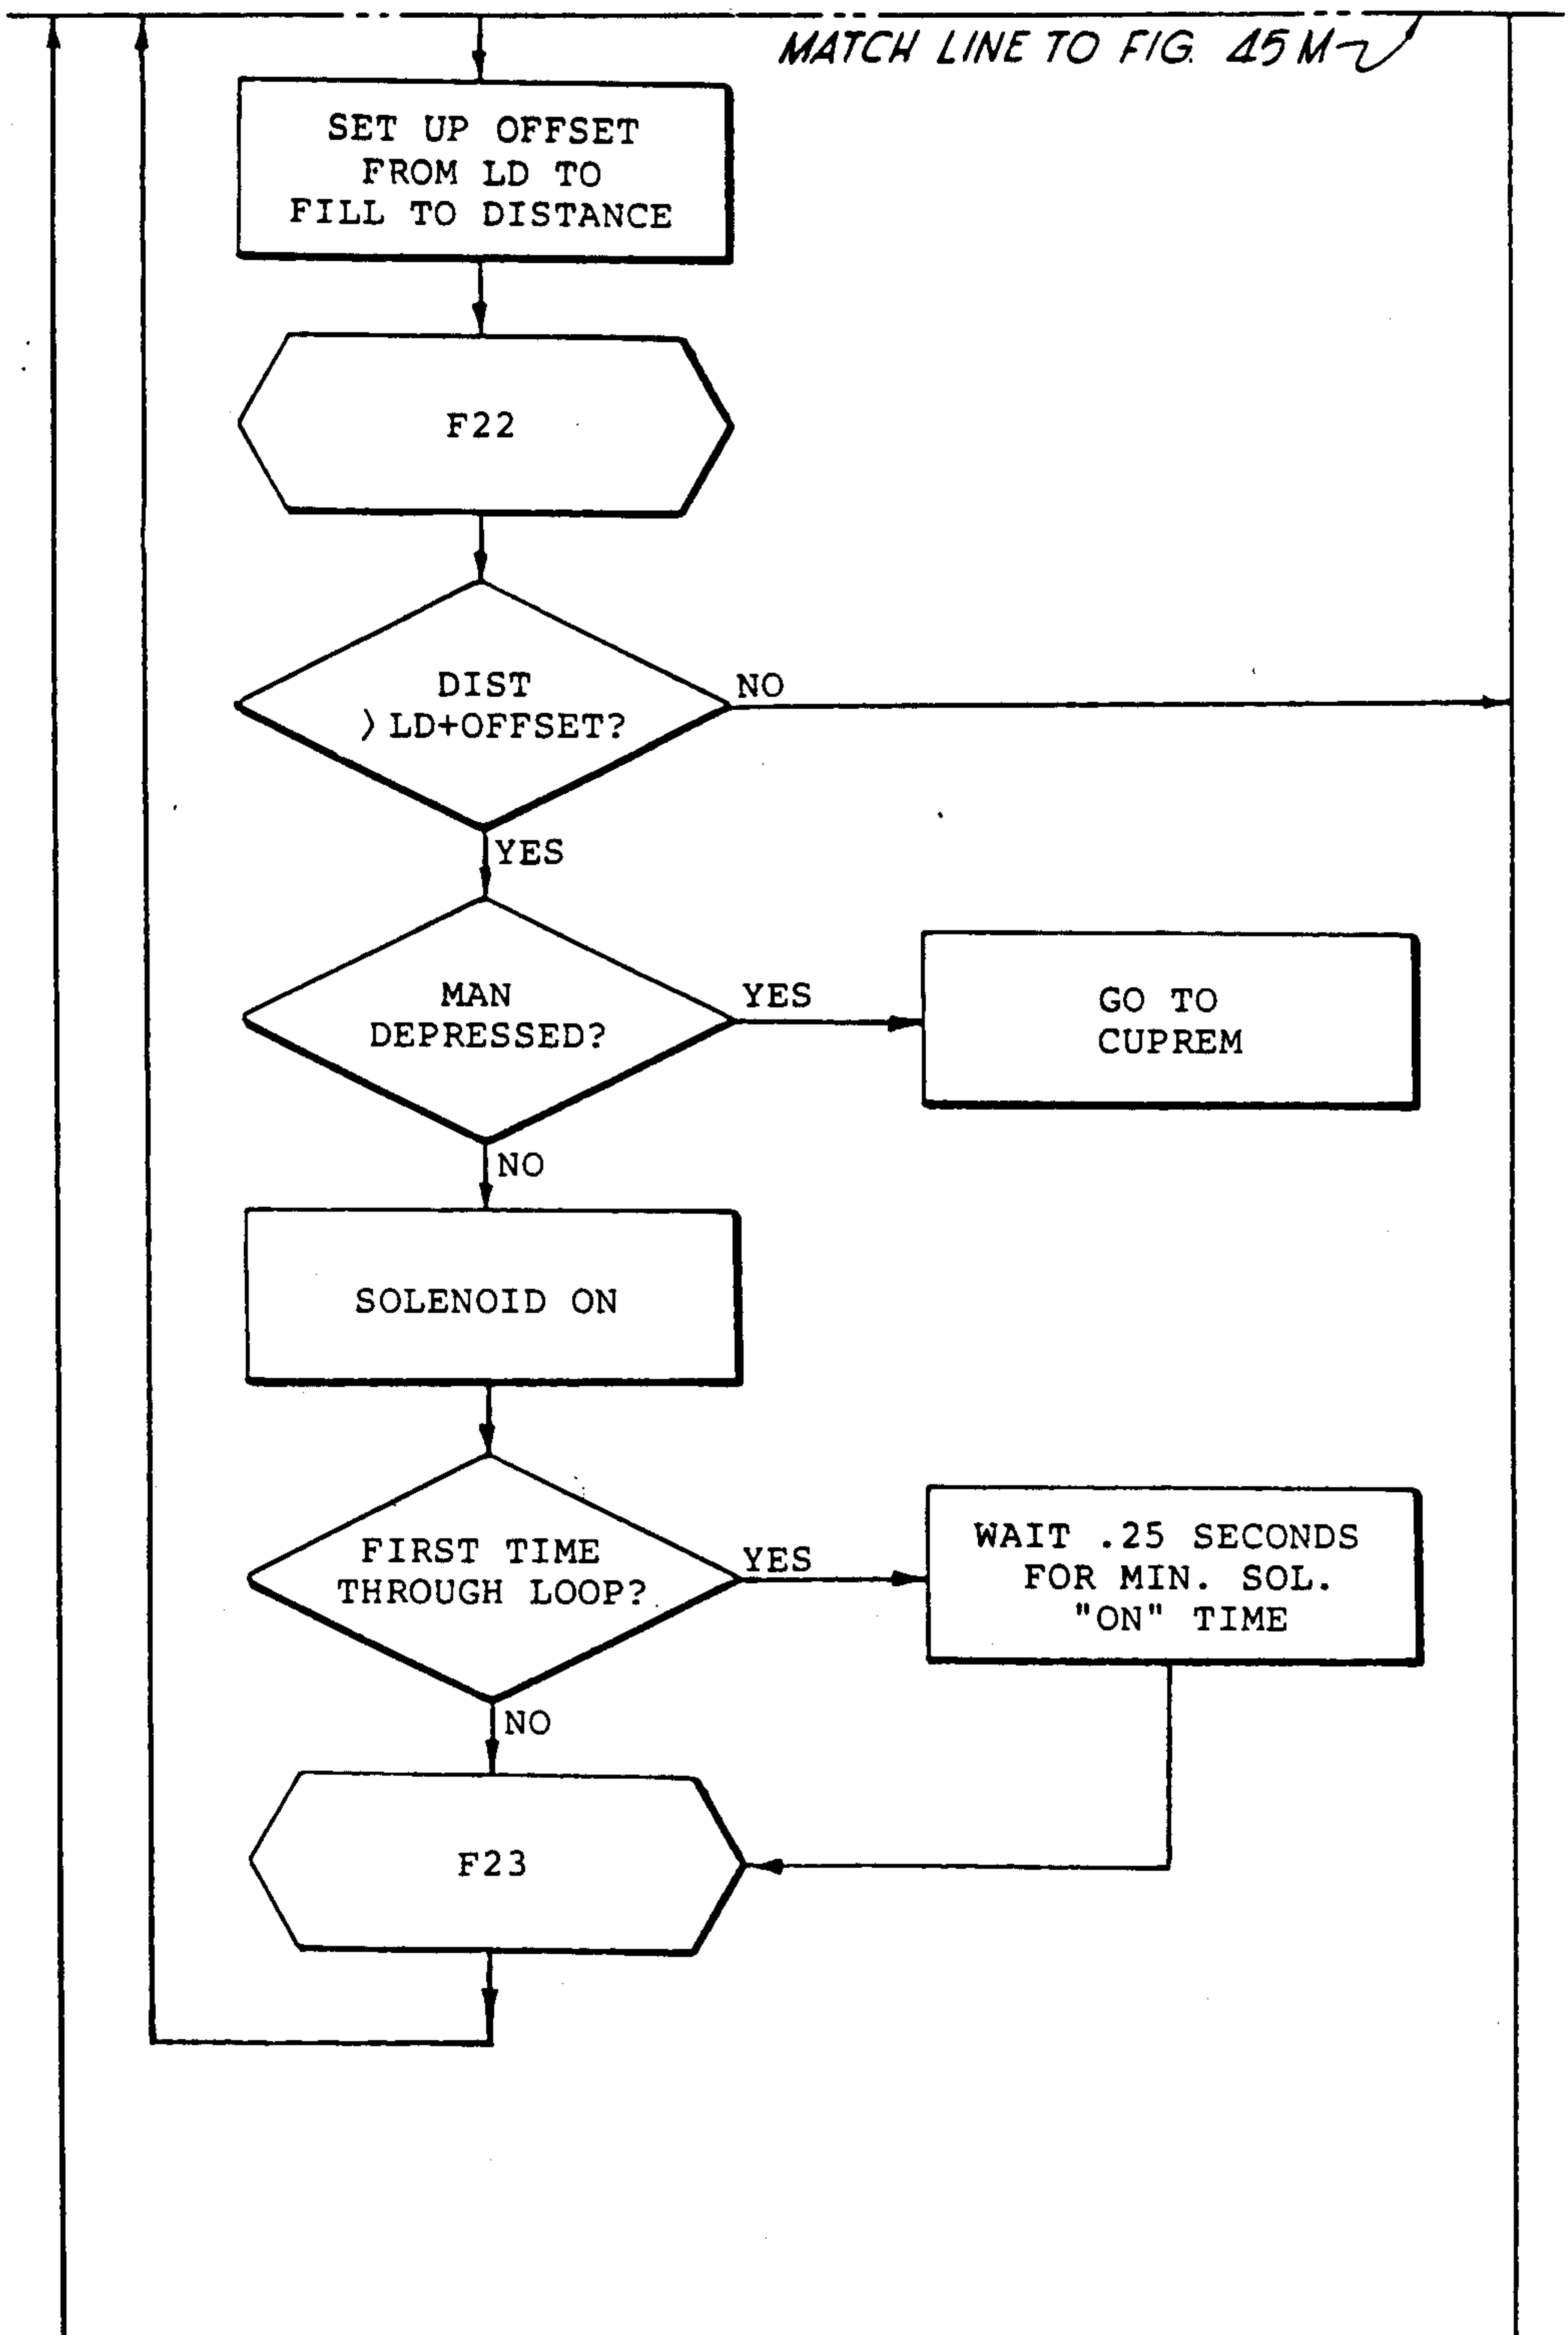 MATCH LINE TO FIG. 45M
SET UP OFFSET
FROM LD TO
FILL TO DISTANCE
F22
DIST
>LD+OFFSET?
NO
YES
MAN
DEPRESSED?
YES
GO TO
CUPREM
NO
SOLENOID ON
FIRST TIME
THROUGH LOOP?
YES
WAIT .25 SECONDS
FOR MIN. SOL.
"ON" TIME
NO
F23